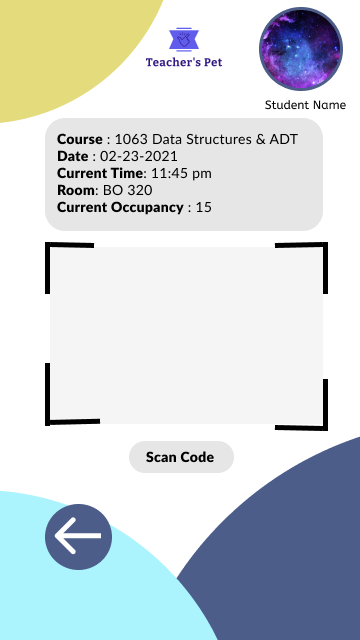 Teacher's Pet
Student Name
Course : 1063 Data Structures & ADT
Date : 02-23-2021
Current Time: 11:45 pm
Room: BO 320
Current Occupancy : 15
Scan Code